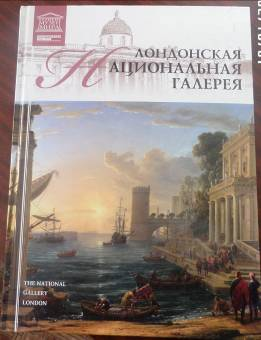 ЛОНДОНСКАЯ
НАЦИОНАЛЬНАЯ
ГАЛЕРЕЯ
THE NATIONAL
GALLERY
LONDON